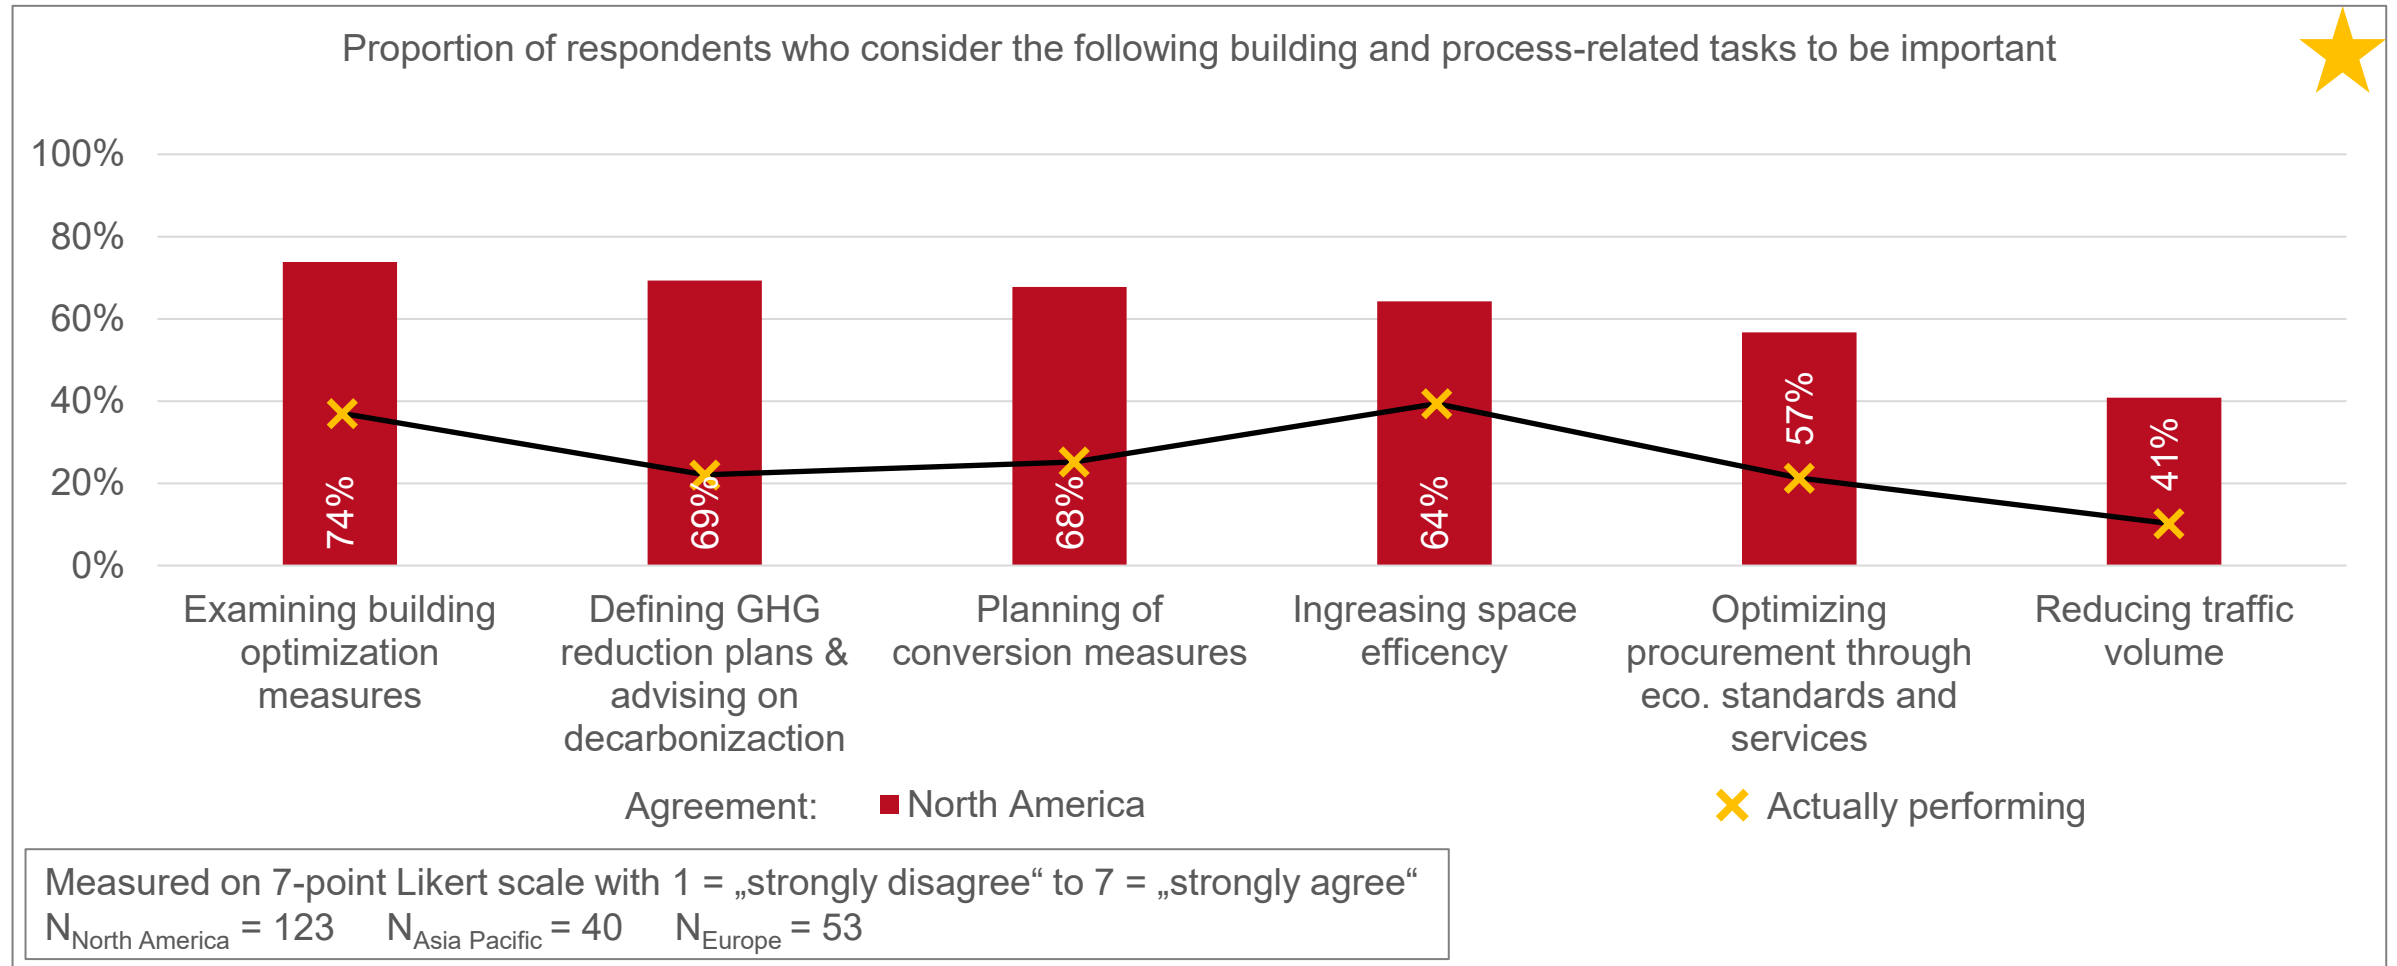 Proportion of respondents who consider the following building and process-related tasks to be important
100%
80%
60%
40%
20%
0%
74%
69%
68%
64%
57%
41%
Examining building
optimization
measures
Defining GHG
reduction plans &
advising on
decarbonizaction
Planning of
conversion measures
Ingreasing space
efficency
Optimizing
procurement through
eco. standards and
services
Reducing traffic
volume
Agreement: North America Actually performing
Measured on 7-point Likert scale with 1 = „strongly disagree“ to 7 = „strongly agree“
N North America = 123 N Asia Pacific = 40 N Europe = 53